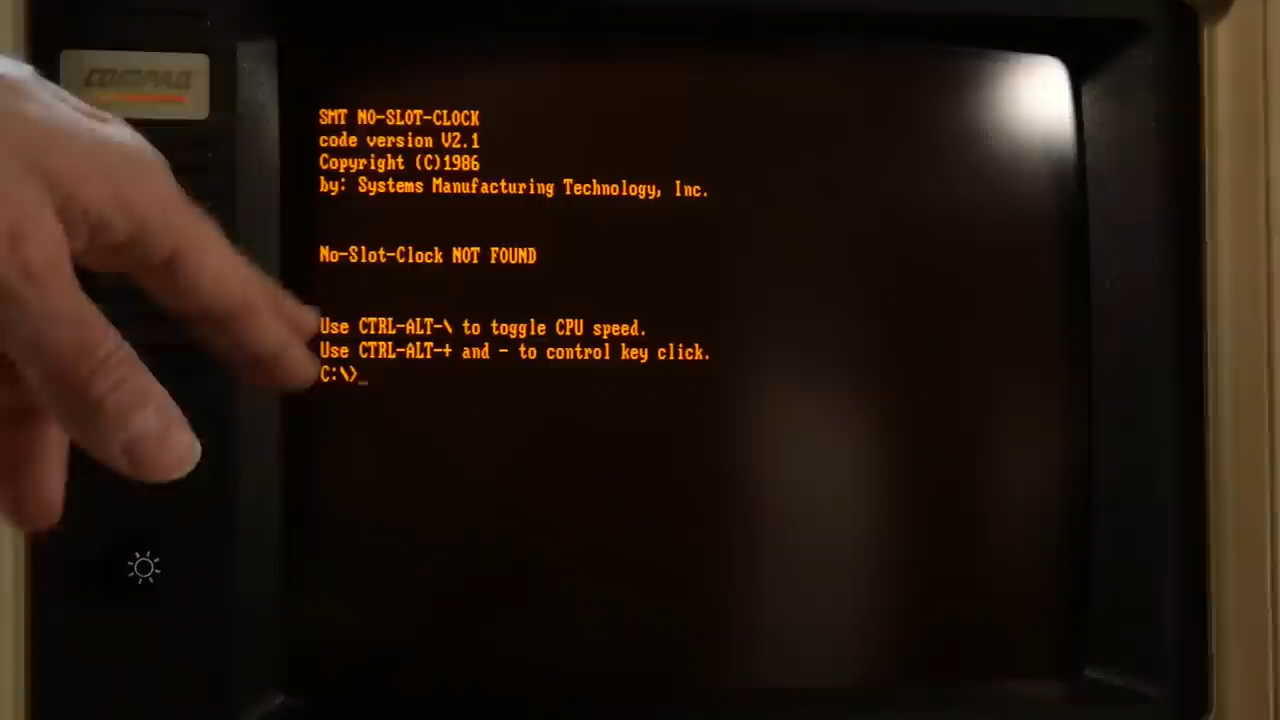 COMPAQ
SMT NO-SLOT-CLOCK
code version V2.1
Copyright (C)1986
by: Systems Manufacturing Technology, Inc.
No-Slot-Clock NOT FOUND
Use CTRL-ALT-\ to toggle CPU speed.
Use CTRL-ALT-+ and - to control key click.
C:\>_